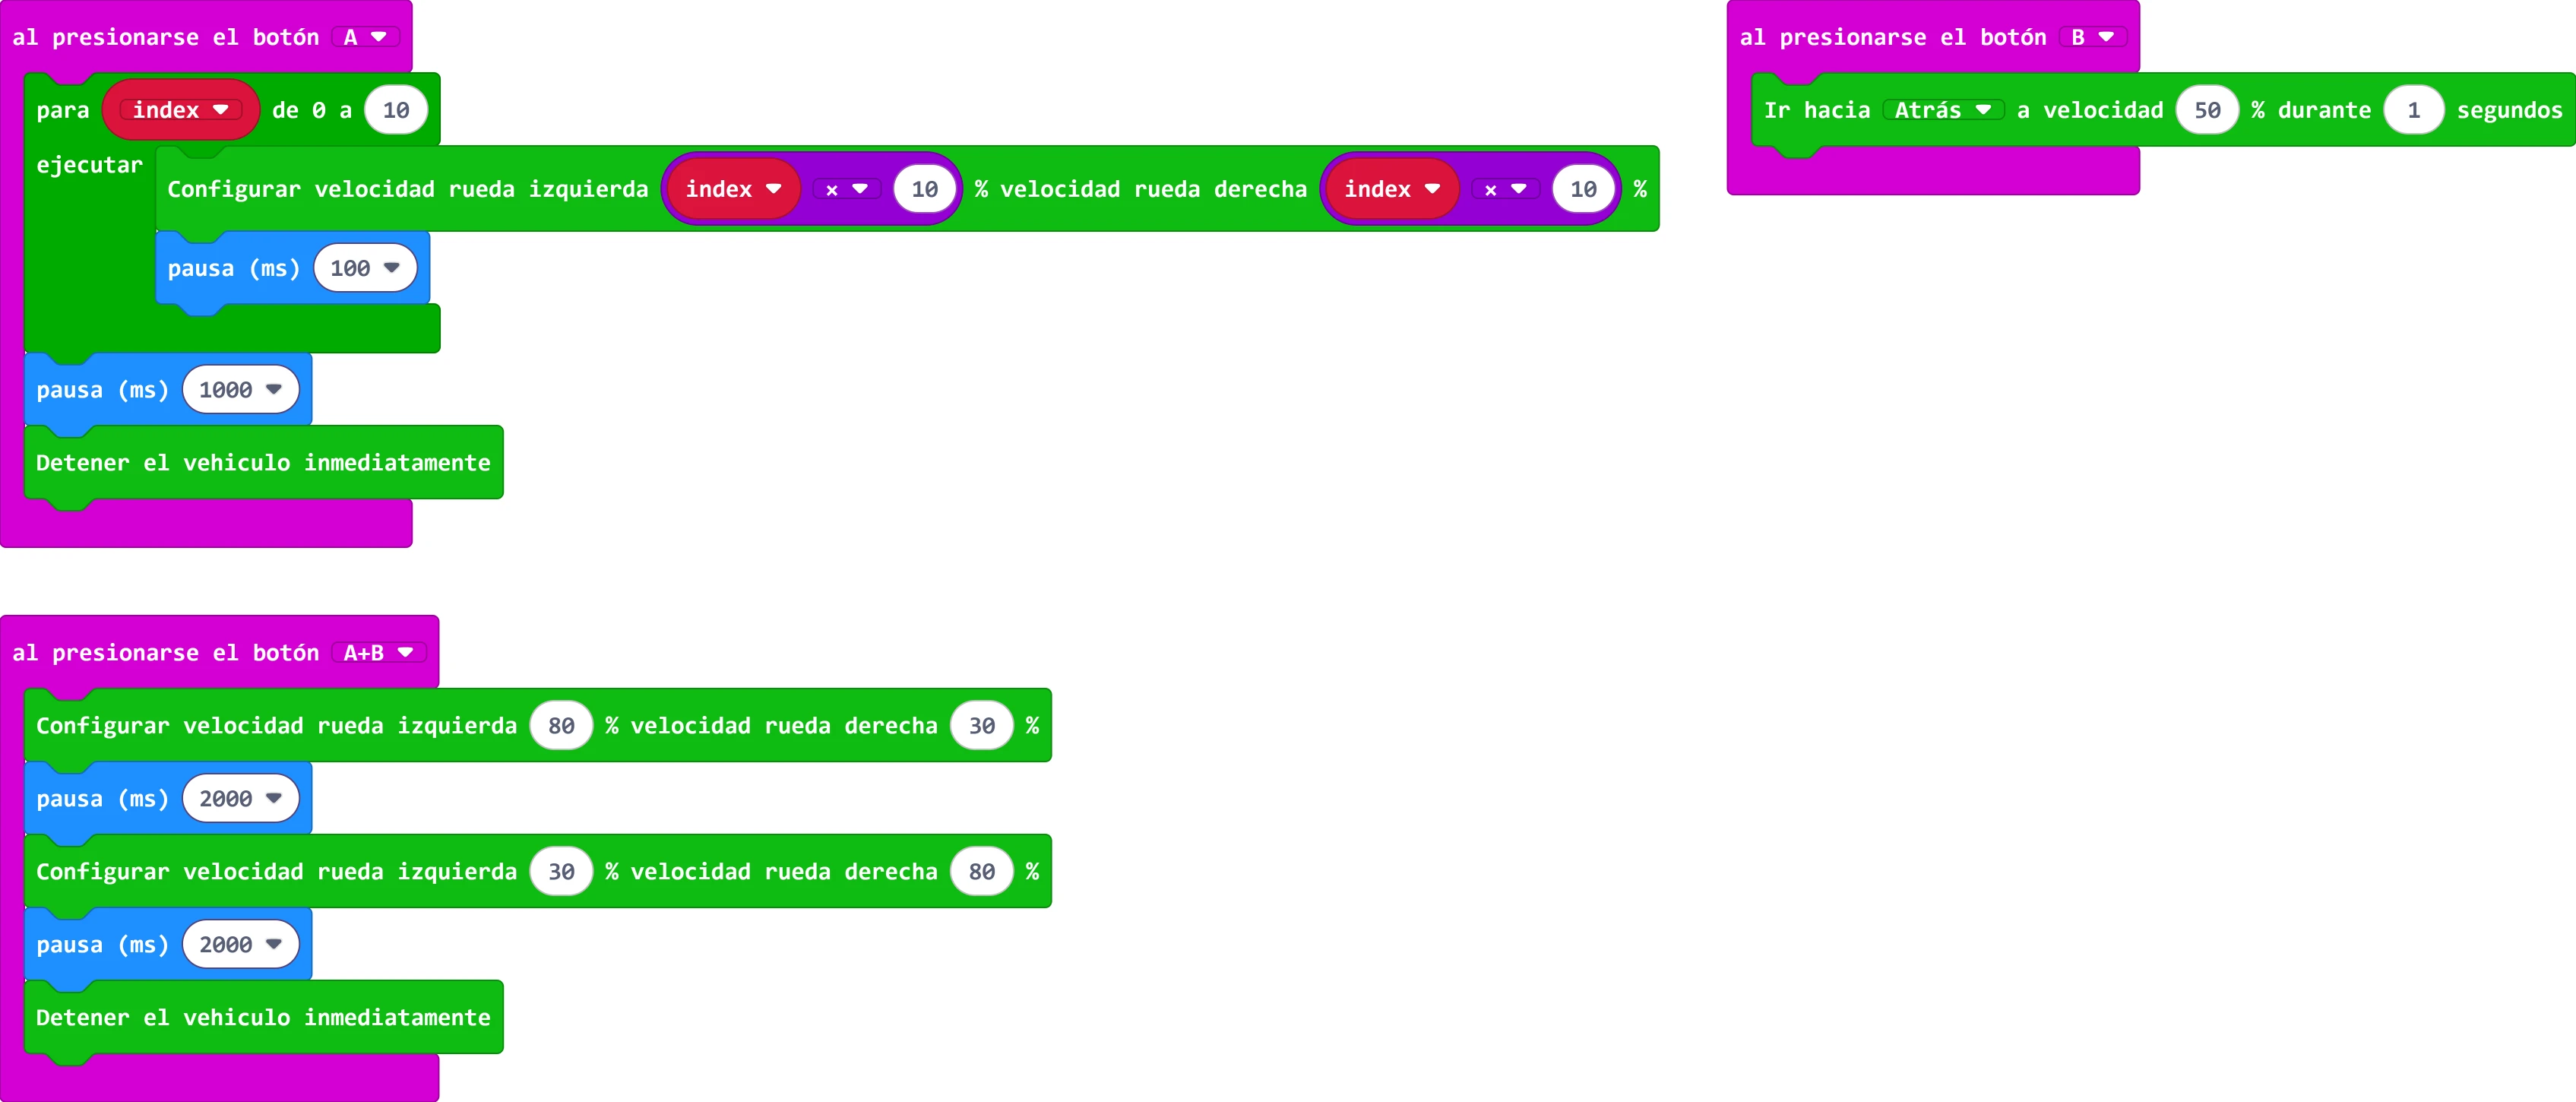 al presionarse el botón A
para index de 0 a 10
ejecutar
Configurar velocidad rueda izquierda index × 10 % velocidad rueda derecha index × 10 %
pausa (ms) 100
pausa (ms) 1000
Detener el vehiculo inmediatamente
al presionarse el botón B
Ir hacia Atrás a velocidad 50 % durante 1 segundos
al presionarse el botón A+B
Configurar velocidad rueda izquierda 80 % velocidad rueda derecha 30 %
pausa (ms) 2000
Configurar velocidad rueda izquierda 30 % velocidad rueda derecha 80 %
pausa (ms) 2000
Detener el vehiculo inmediatamente